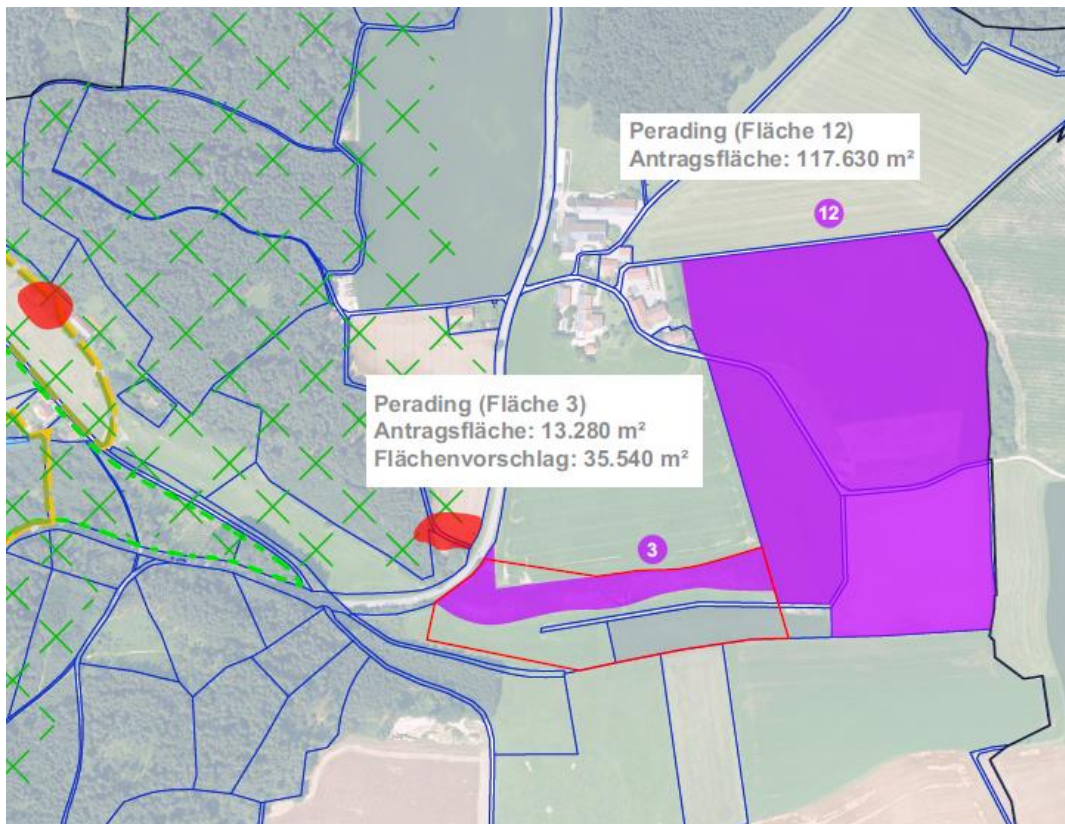 Perading (Fläche 12)
Antragsfläche: 117.630 m²
12
Perading (Fläche 3)
Antragsfläche: 13.280 m²
Flächenvorschlag: 35.540 m²
3